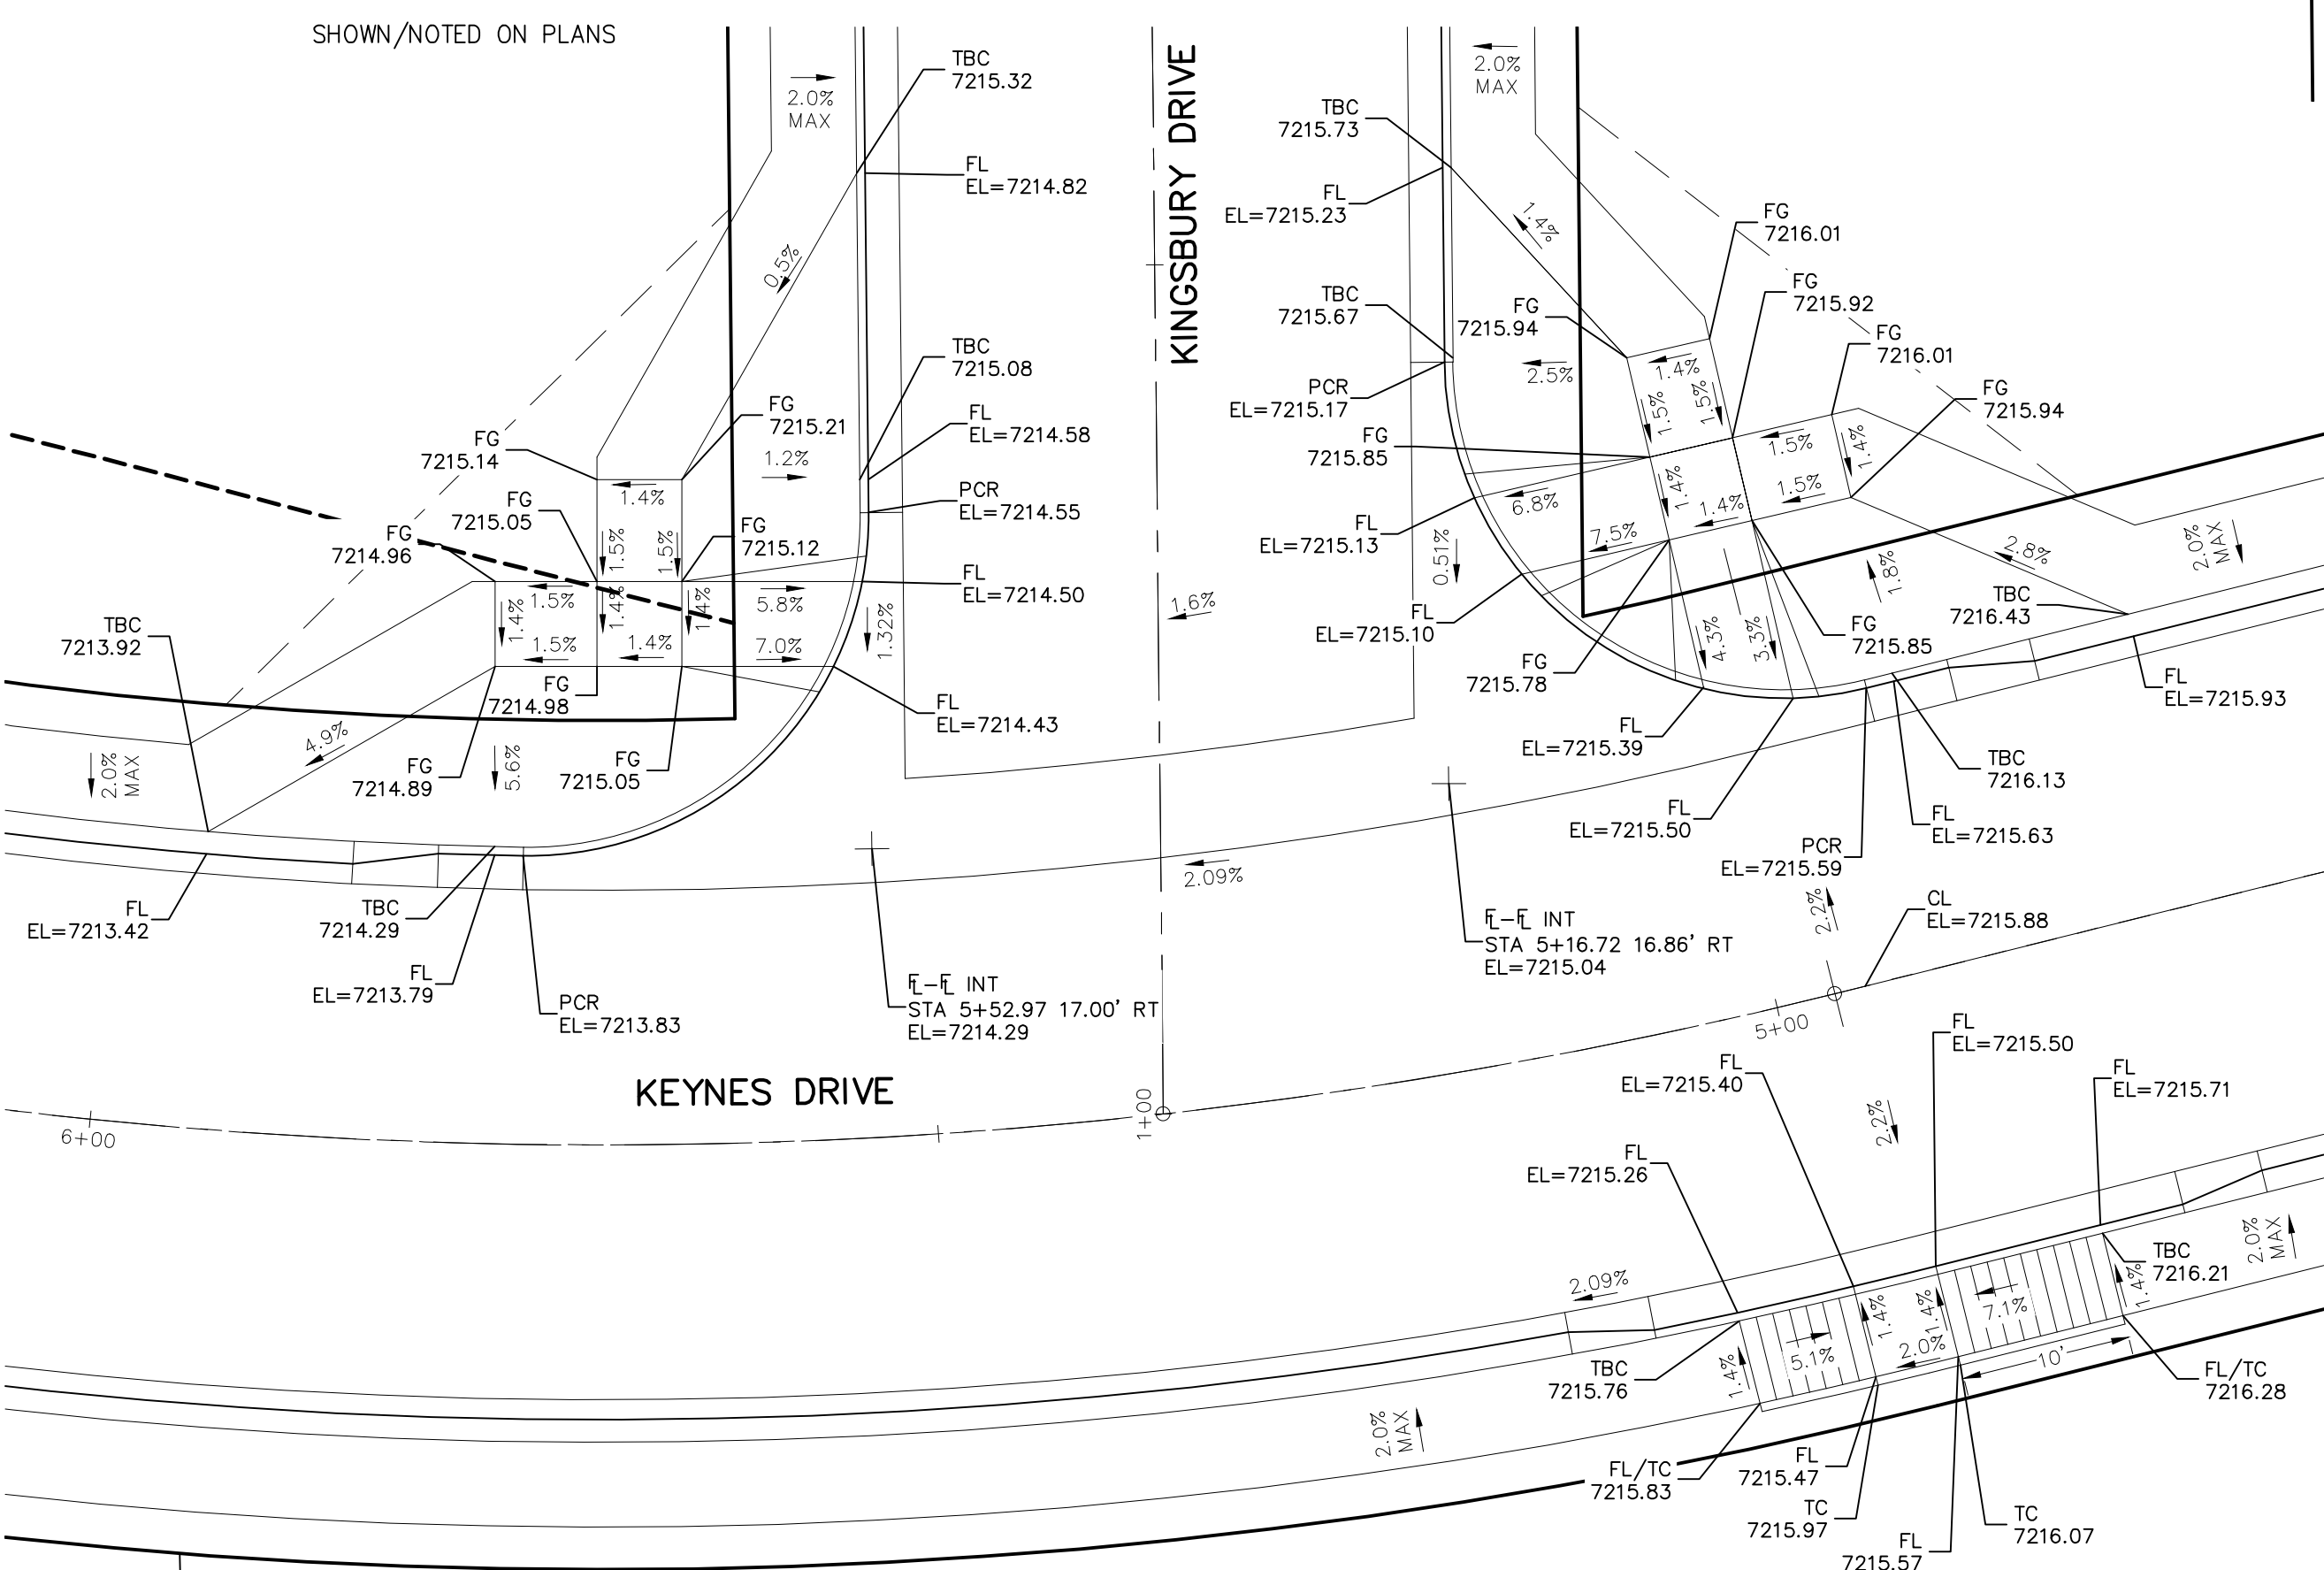 SHOWN/NOTED ON PLANS
2.0%
MAX
TBC
7215.32
FL
EL=7214.82
0.5%
TBC
7215.08
FL
EL=7214.58
FG
7215.21
FG
7215.14
1.2%
1.4%
PCR
EL=7214.55
FG
7215.05
FG
7215.12
FG
7214.96
1.5%
1.5%
FL
EL=7214.50
1.5%
1.4%
1.4%
1.4%
5.8%
1.32%
TBC
7213.92
1.5%
1.4%
7.0%
FG
7214.98
FL
EL=7214.43
4.9%
FG
7214.89
5.6%
FG
7215.05
2.0%
MAX
TBC
7214.29
FL
EL=7213.42
FL
EL=7213.79
PCR
EL=7213.83
FL-FL INT
STA 5+52.97 17.00' RT
EL=7214.29
KINGSBURY DRIVE
1.6%
2.09%
2.0%
MAX
TBC
7215.73
FL
EL=7215.23
1.4%
FG
7216.01
TBC
7215.67
FG
7215.94
FG
7215.92
FG
7216.01
2.5%
1.4%
PCR
EL=7215.17
1.5%
1.5%
FG
7215.94
FG
7215.85
1.5%
1.4%
1.4%
1.5%
6.8%
1.4%
FL
EL=7215.13
7.5%
0.51%
2.8%
2.0%
MAX
1.8%
FL
EL=7215.10
TBC
7216.43
4.3%
3.3%
FG
7215.85
FG
7215.78
FL
EL=7215.93
FL
EL=7215.39
TBC
7216.13
FL
EL=7215.50
FL
EL=7215.63
PCR
EL=7215.59
FL-FL INT
STA 5+16.72 16.86' RT
EL=7215.04
2.2%
CL
EL=7215.88
5+00
KEYNES DRIVE
1+00
6+00
FL
EL=7215.50
FL
EL=7215.40
FL
EL=7215.71
2.2%
FL
EL=7215.26
2.09%
TBC
7216.21
2.0%
MAX
1.4%
1.4%
1.4%
7.1%
5.1%
2.0%
1.4%
10'
TBC
7215.76
FL/TC
7216.28
2.0%
MAX
FL/TC
7215.83
FL
7215.47
TC
7215.97
TC
7216.07
FL
7215.57